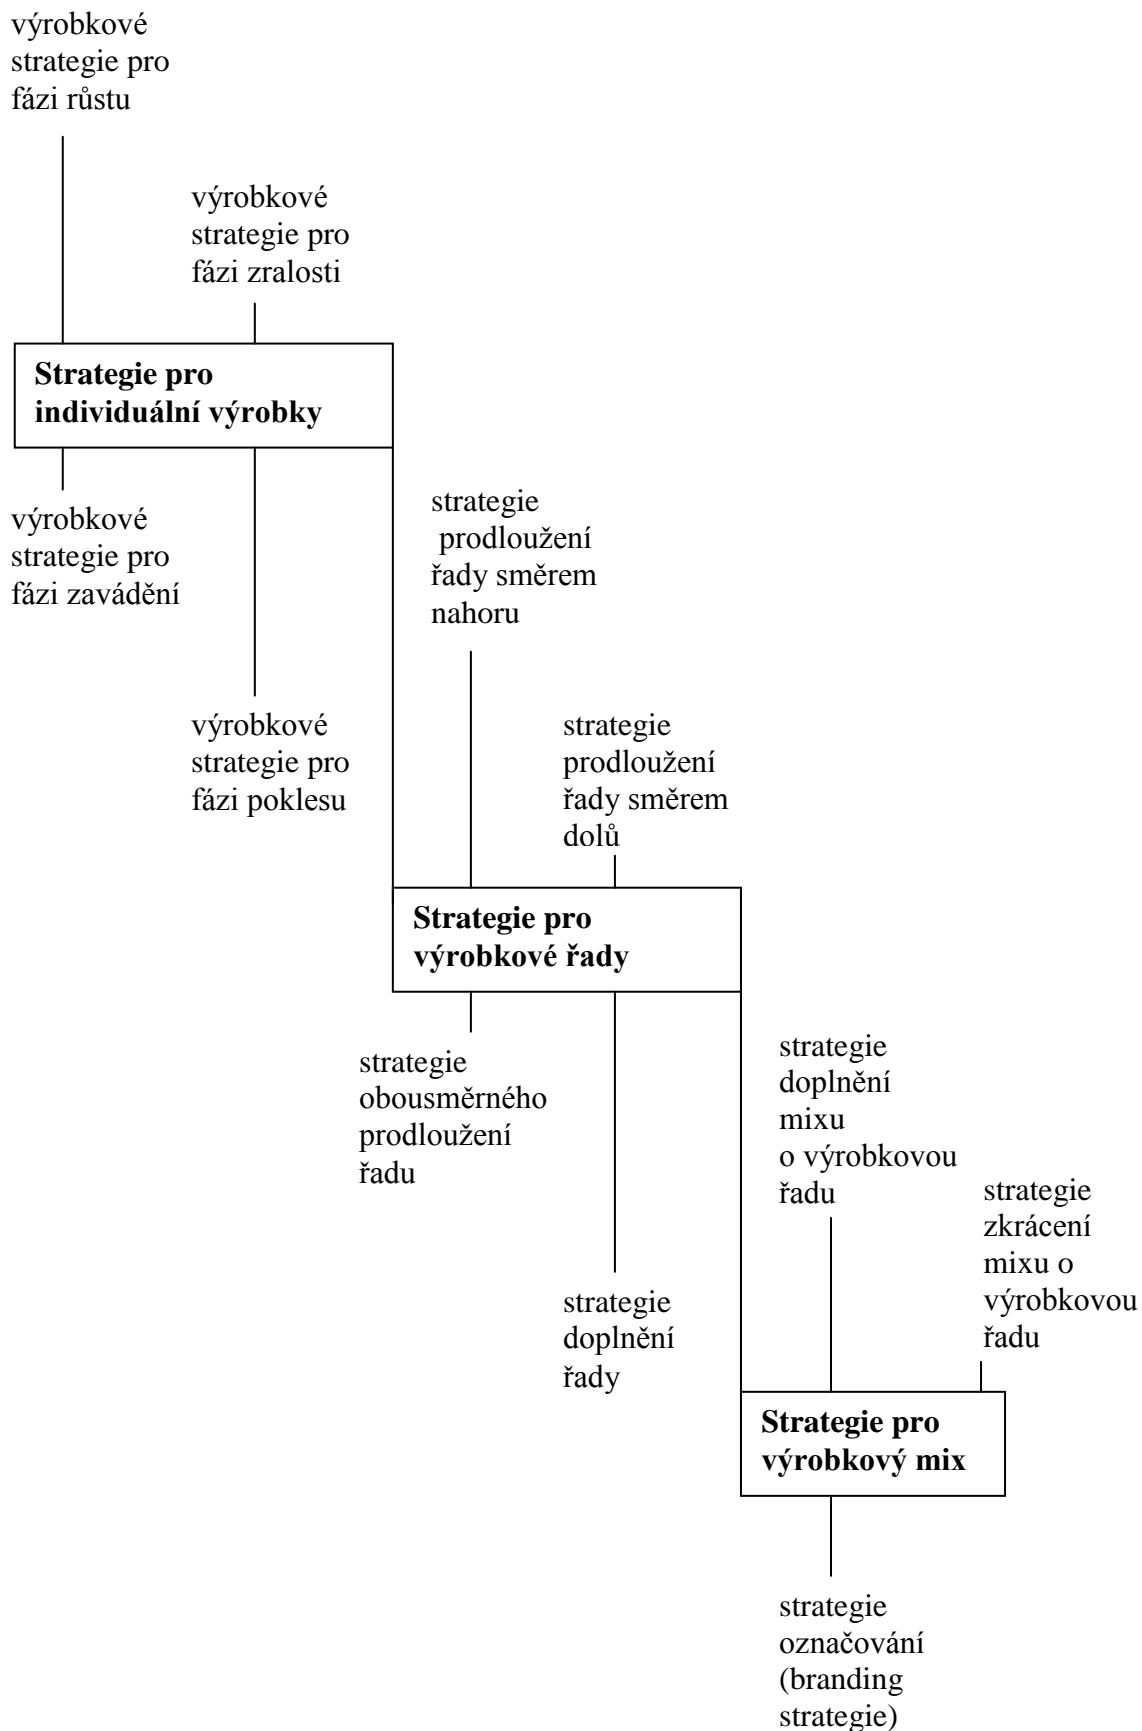 výrobkové
strategie pro
fázi růstu
výrobkové
strategie pro
fázi zralosti
Strategie pro
individuální výrobky
výrobkové
strategie pro
fázi zavádění
strategie
prodloužení
řady směrem
nahoru
výrobkové
strategie pro
fázi poklesu
strategie
prodloužení
řady směrem
dolů
Strategie pro
výrobkové řady
strategie
obousměrného
prodloužení
řadu
strategie
doplnění
mixu
o výrobkovou
řadu
strategie
zkrácení
mixu o
výrobkovou
řadu
strategie
doplnění
řady
Strategie pro
výrobkový mix
strategie
označování
(branding
strategie)